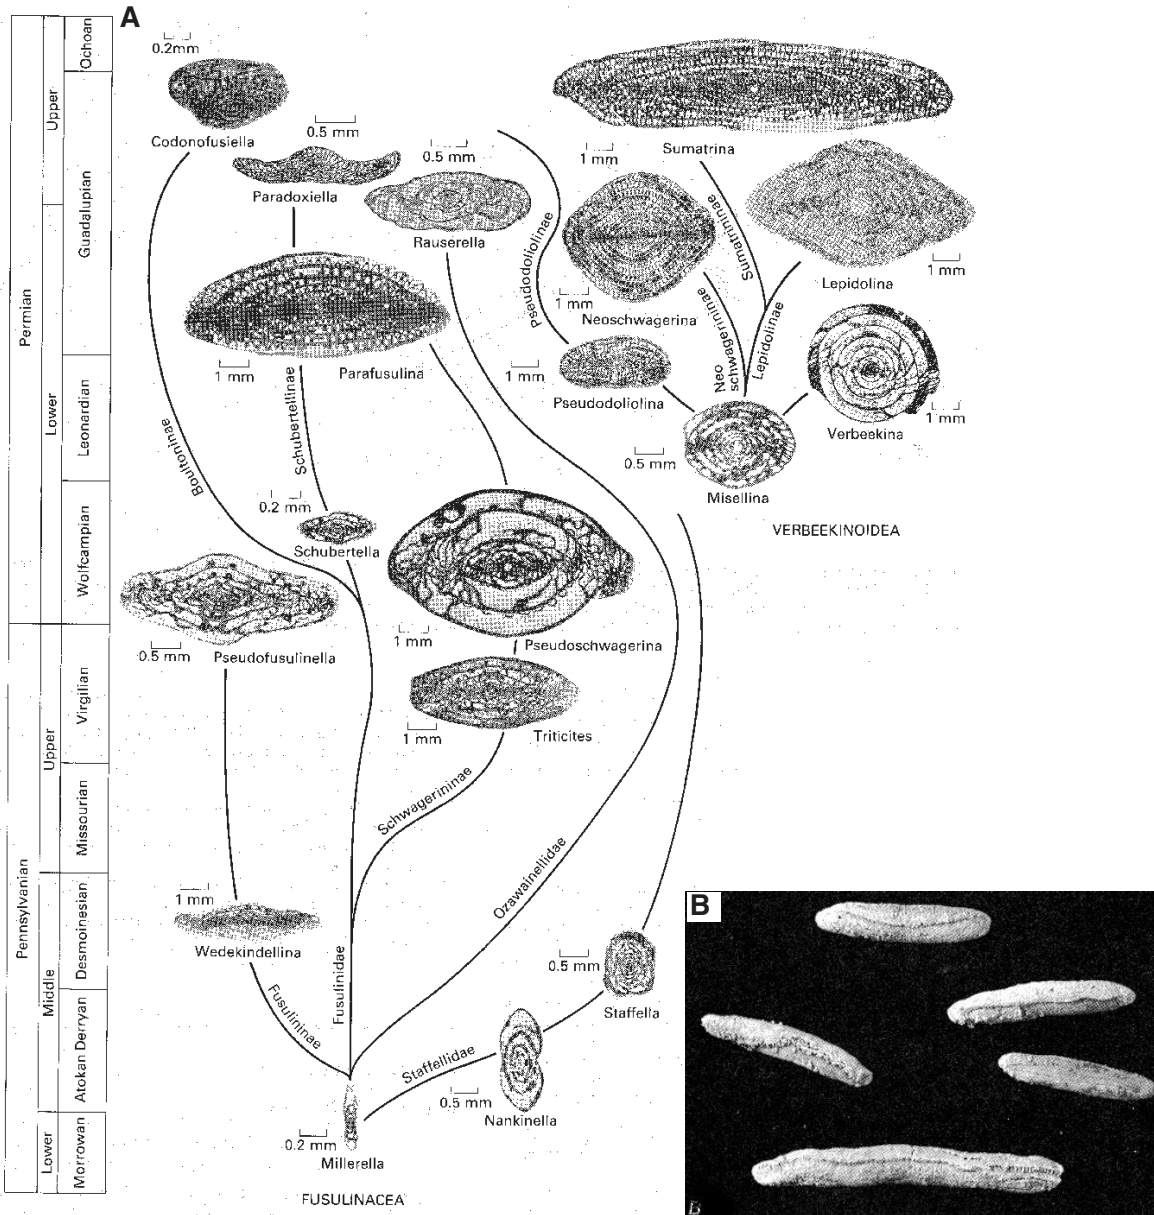 A
Ochoan
Upper
Guadalupian
Permian
Lower
Leonardian
Wolfcampian
Upper
Virgilian
Missourian
Pennsylvanian
Middle
Desmoinesian
Atokan Derryan
Lower
Morrowan
0.2mm
Codonofusiella
0.5 mm
Paradoxiella
0.5 mm
Rauserella
Sumatrina
1 mm
Neoschwagerina
1 mm
Lepidolina
1 mm
Pseudodoliolinae
Sumatrininae
Neo
schwagerininae
Lepidolinae
1 mm
Parafusulina
1 mm
Pseudodoliolina
Verbeekina
1 mm
0.5 mm
Misellina
VERBEEKINOIDEA
Boultoninae
Schubertellinae
0.2 mm
Schubertella
0.5 mm
Pseudofusulinella
1 mm
Pseudoschwagerina
1 mm
Triticites
Schwagerininae
Ozawainellidae
1 mm
Wedekindellina
Fusulininae
Fusulinidae
0.5 mm
Staffella
Staffellidae
0.5 mm
Nankinella
0.2 mm
Millerella
FUSULINACEA
B
B